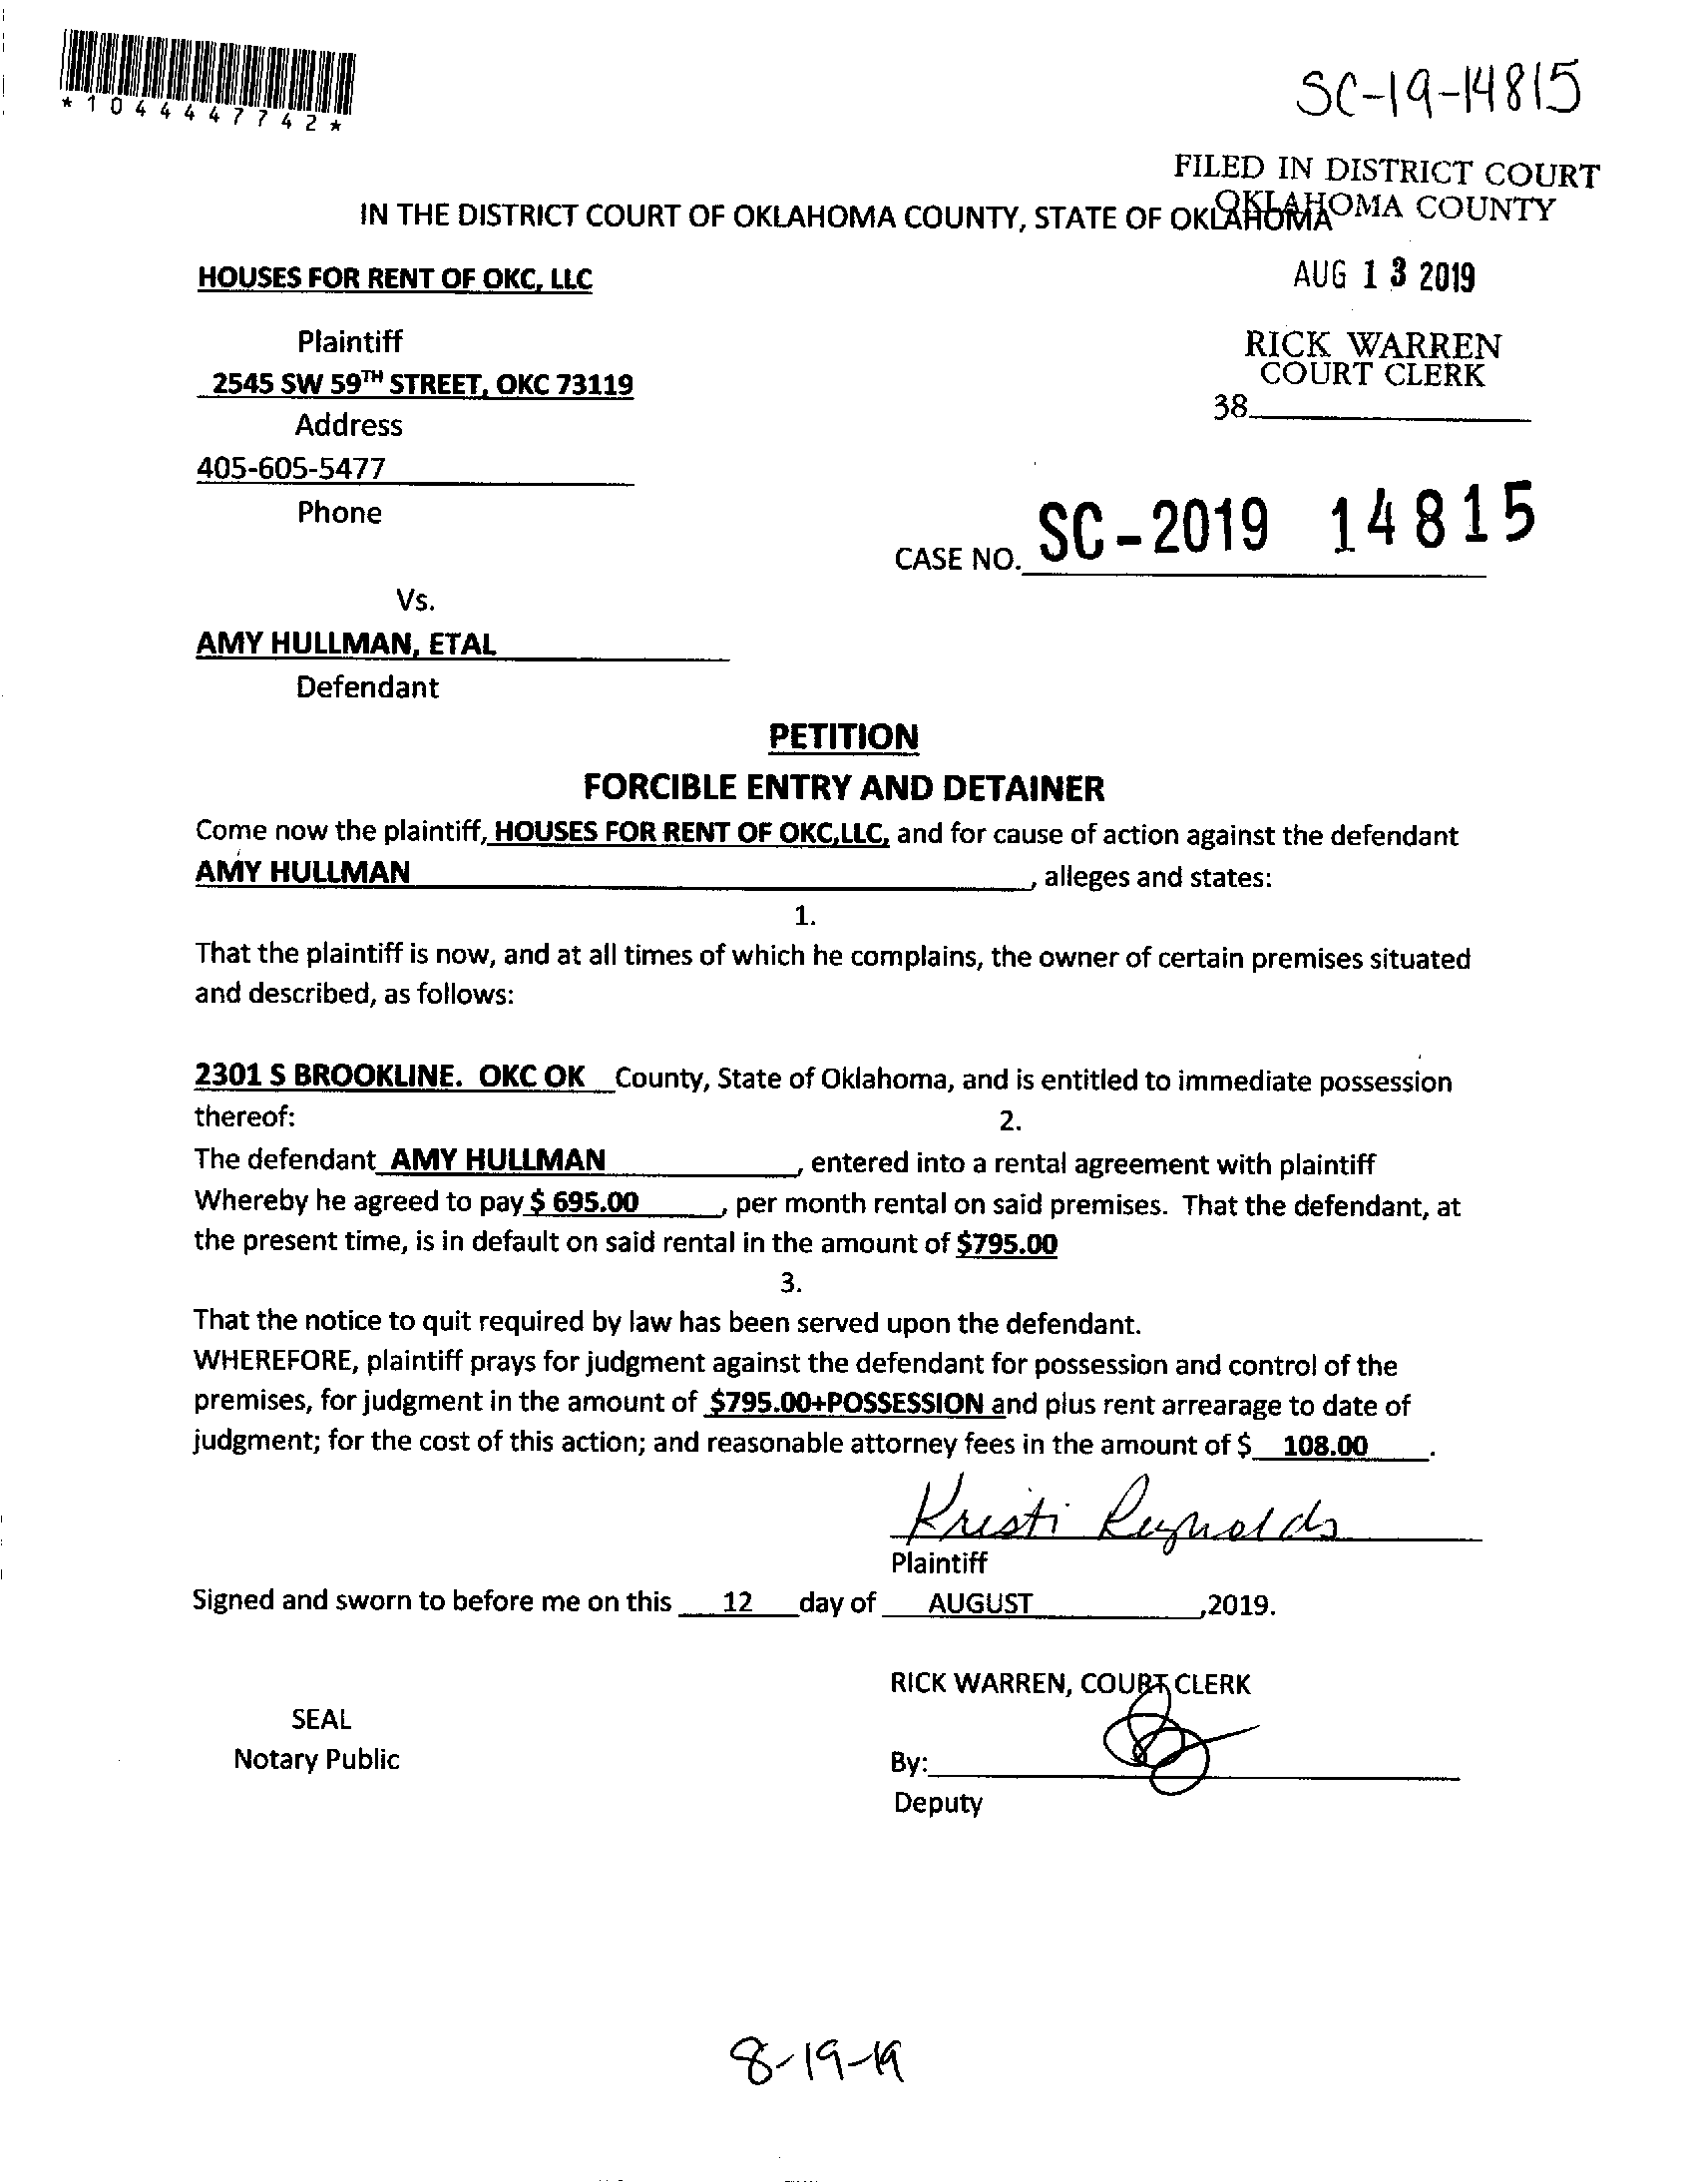 *1044447742*
SC-19-14815
FILED IN DISTRICT COURT
OKLAHOMA COUNTY
IN THE DISTRICT COURT OF OKLAHOMA COUNTY, STATE OF OKLAHOMA
HOUSES FOR RENT OF OKC, LLC
AUG 13 2019
Plaintiff
RICK WARREN
COURT CLERK
2545 SW 59TH STREET, OKC 73119
38
Address
405-605-5477
Phone
CASE NO. SC-2019 14815
Vs.
AMY HULLMAN, ETAL
Defendant
PETITION
FORCIBLE ENTRY AND DETAINER
Come now the plaintiff, HOUSES FOR RENT OF OKC,LLC, and for cause of action against the defendant
AMY HULLMAN, alleges and states:
1.
That the plaintiff is now, and at all times of which he complains, the owner of certain premises situated
and described, as follows:
2301 S BROOKLINE. OKC OK County, State of Oklahoma, and is entitled to immediate possession
thereof:
2.
The defendant AMY HULLMAN, entered into a rental agreement with plaintiff
Whereby he agreed to pay $ 695.00, per month rental on said premises. That the defendant, at
the present time, is in default on said rental in the amount of $795.00
3.
That the notice to quit required by law has been served upon the defendant.
WHEREFORE, plaintiff prays for judgment against the defendant for possession and control of the
premises, for judgment in the amount of $795.00+POSSESSION and plus rent arrearage to date of
judgment; for the cost of this action; and reasonable attorney fees in the amount of $ 108.00.
Kristi Reynolds
Plaintiff
Signed and sworn to before me on this 12 day of AUGUST,2019.
RICK WARREN, COURT CLERK
SEAL
Notary Public
By:
Deputy
8-19-19